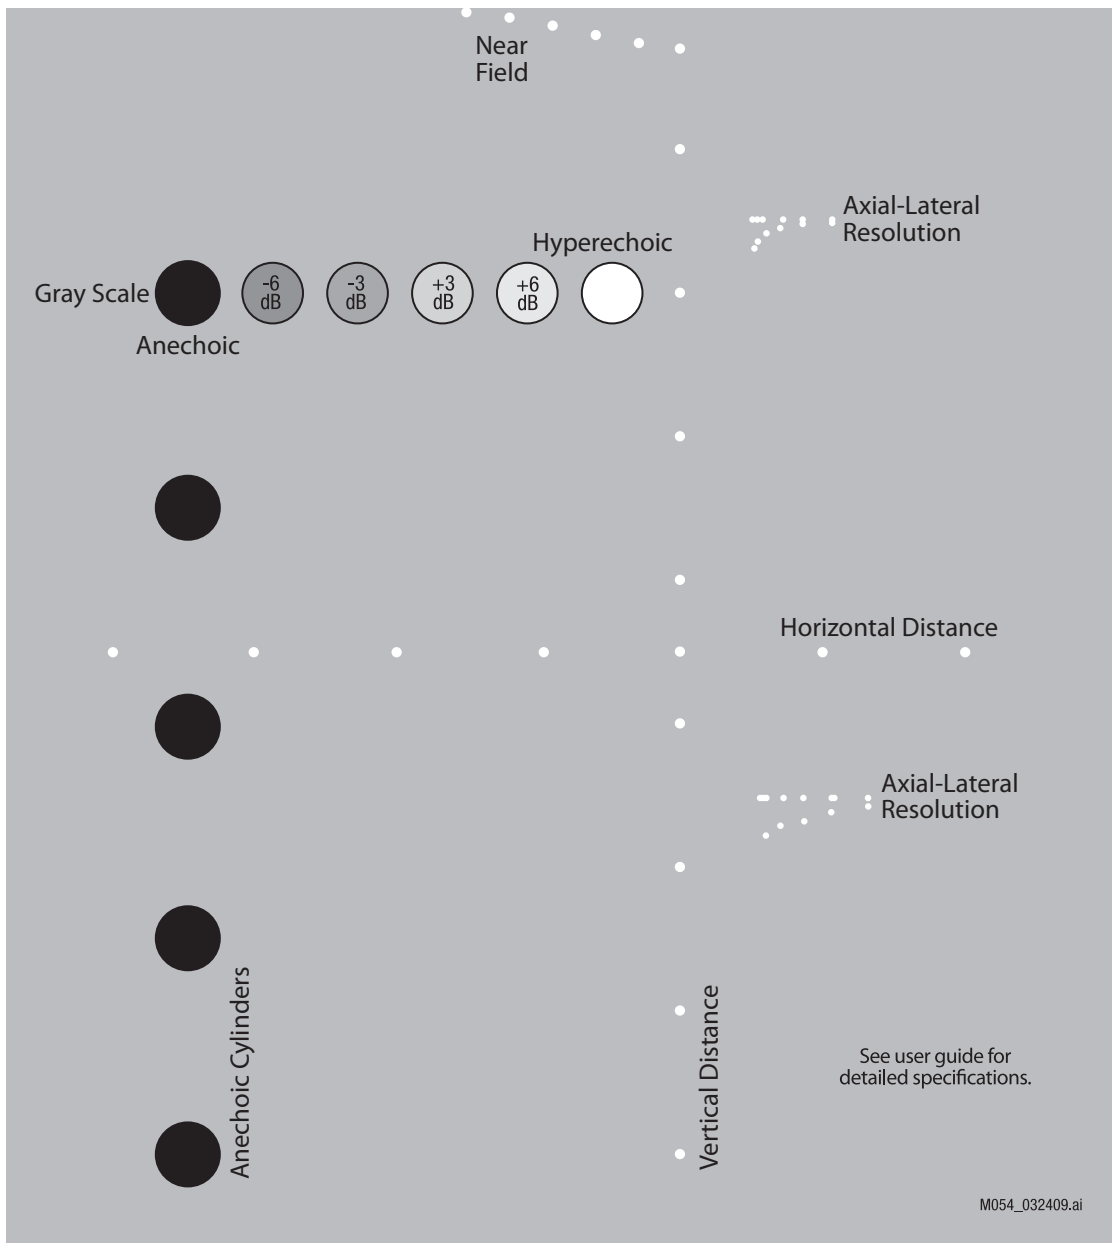 Near
Field
Axial-Lateral
Resolution
Hyperechoic
Gray Scale
-6
dB
-3
dB
+3
dB
+6
dB
Anechoic
Horizontal Distance
Axial-Lateral
Resolution
Anechoic Cylinders
Vertical Distance
See user guide for
detailed specifications.
M054_032409.ai